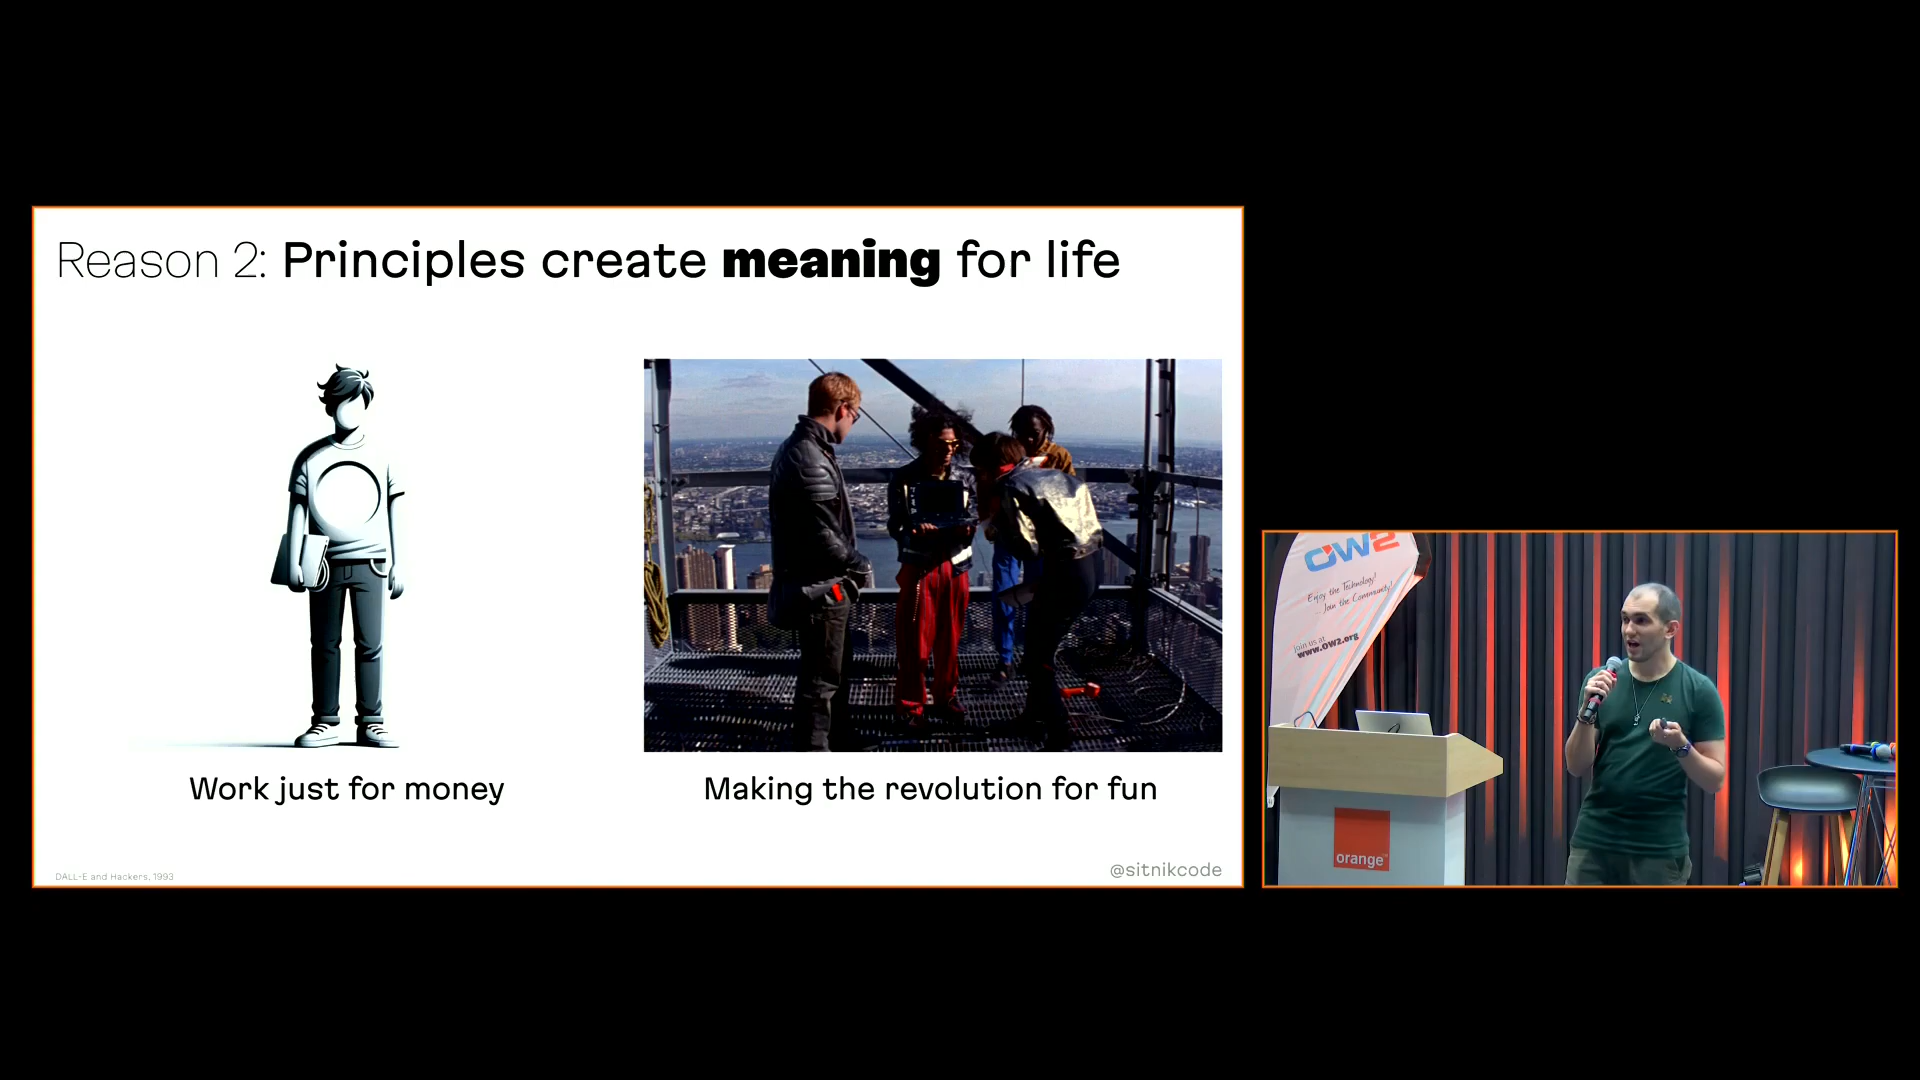 Reason 2: Principles create meaning for life
Work just for money
Making the revolution for fun
DALL-E and Hackers, 1993
@sitnikcode
OW2
Enjoy the Technology!
... Join the Community!
join us at
www.OW2.org
orange™